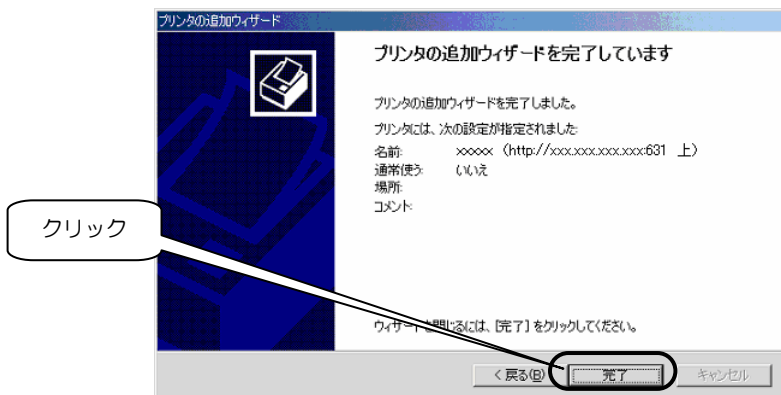 プリンタの追加ウィザード
プリンタの追加ウィザードを完了しています
プリンタの追加ウィザードを完了しました。
プリンタには、次の設定が指定されました:
名前: xxxxx (http://xxx.xxx.xxx.xxx:631 上)
通常使う: いいえ
場所:
コメント:
クリック
ウィザードを閉じるには、[完了] をクリックしてください。
< 戻る(B)
完了
キャンセル